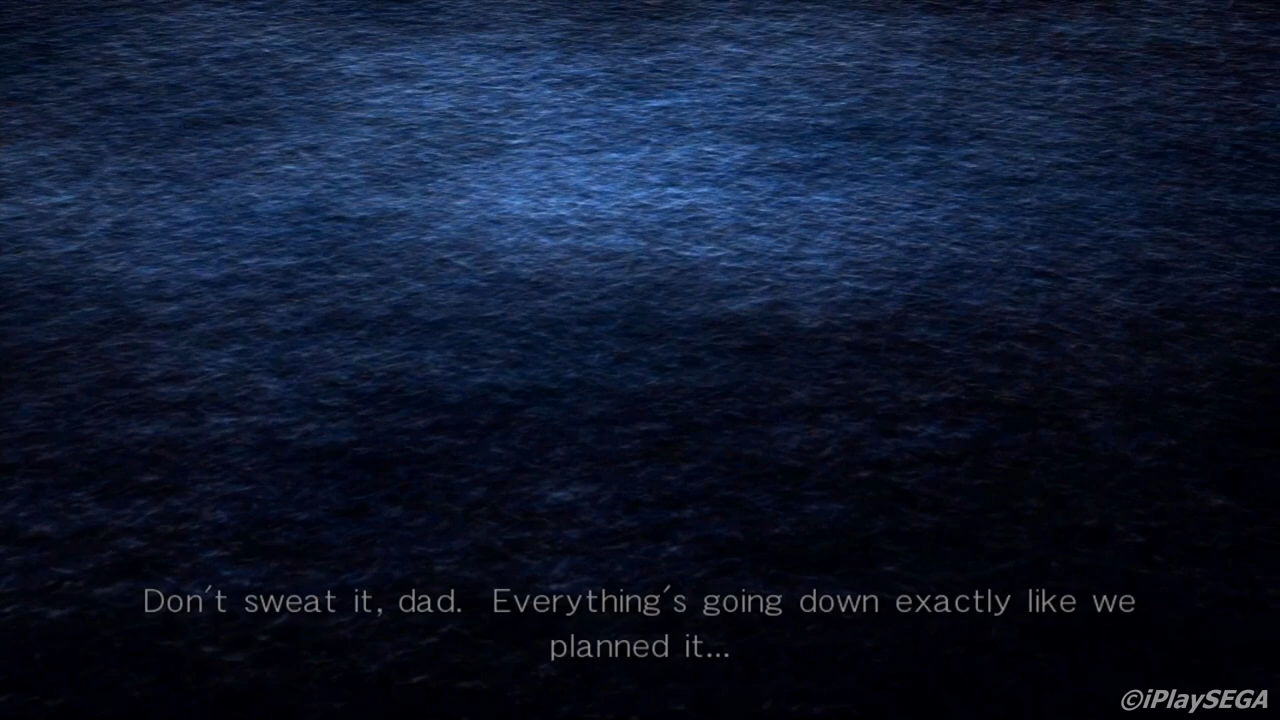 Don't sweat it, dad. Everything's going down exactly like we
planned it...
©iPlaySEGA